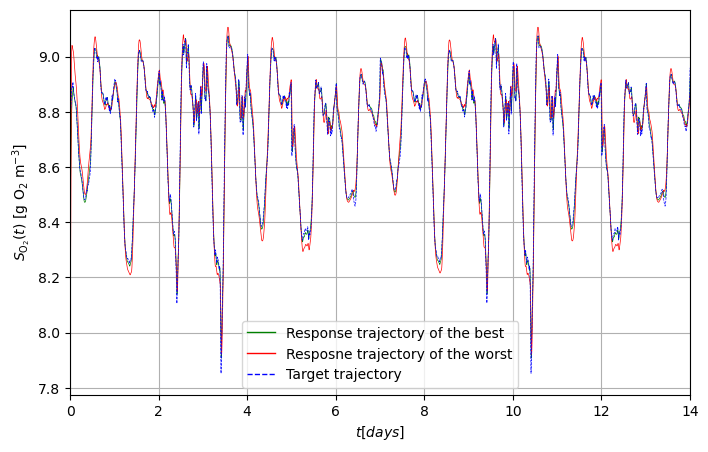 9.0
8.8
8.6
8.4
8.2
8.0
7.8
S_{O_2}(t) [g O_2 m^{-3}]
Response trajectory of the best
Resposne trajectory of the worst
Target trajectory
0 2 4 6 8 10 12 14
t[days]